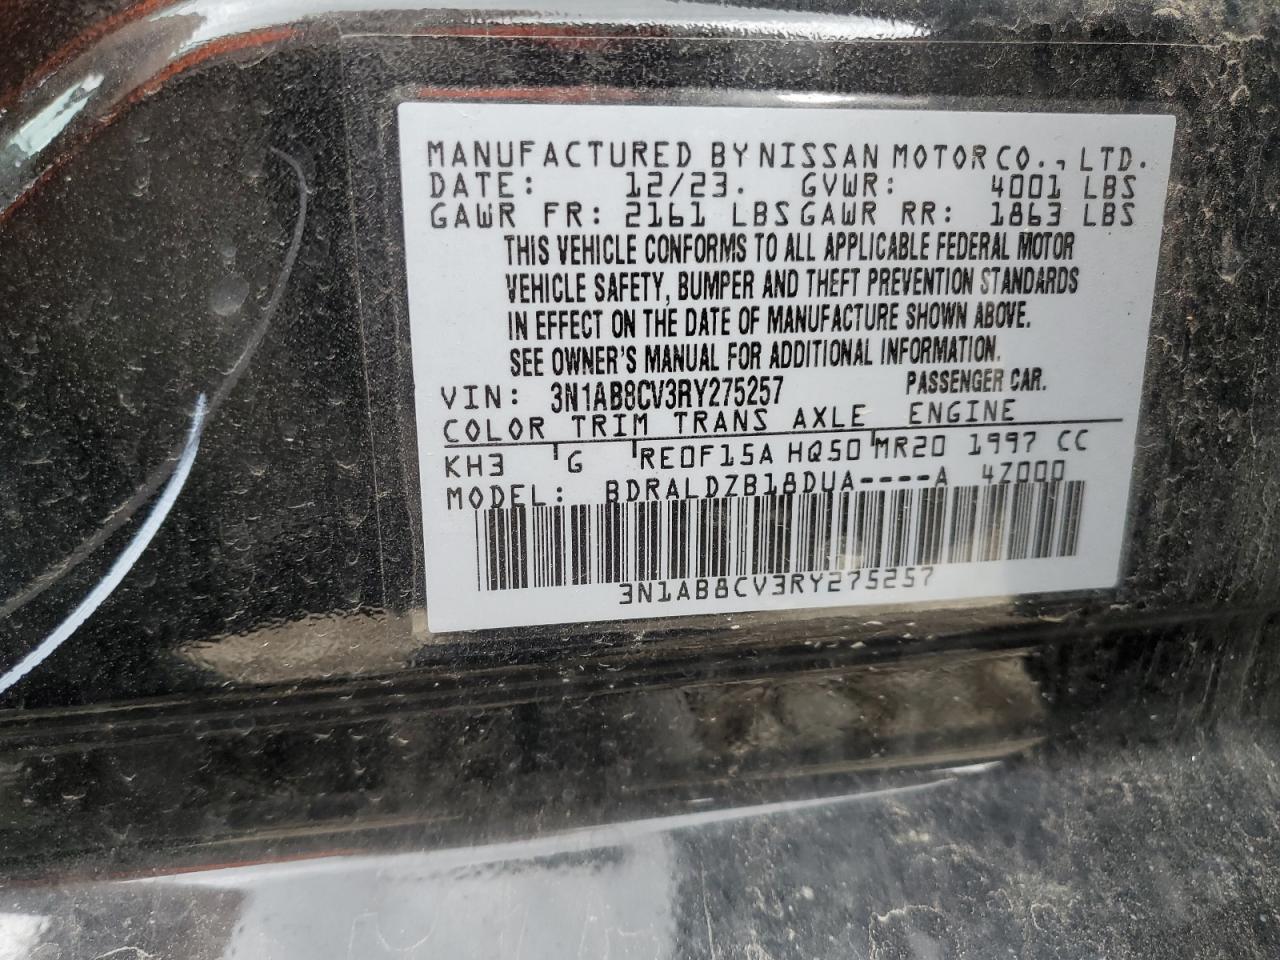 MANUFACTURED BY NISSAN MOTOR CO., LTD.
DATE: 12/23. GVWR: 4001 LBS
GAWR FR: 2161 LBS GAWR RR: 1863 LBS
THIS VEHICLE CONFORMS TO ALL APPLICABLE FEDERAL MOTOR
VEHICLE SAFETY, BUMPER AND THEFT PREVENTION STANDARDS
IN EFFECT ON THE DATE OF MANUFACTURE SHOWN ABOVE.
SEE OWNER'S MANUAL FOR ADDITIONAL INFORMATION.
VIN: 3N1AB8CV3RY275257 PASSENGER CAR.
COLOR TRIM TRANS AXLE ENGINE
KH3 G RE0F15A HQ50 MR20 1997 CC
MODEL: BDRALDZB18DUA----A 4Z000
3N1AB8CV3RY275257